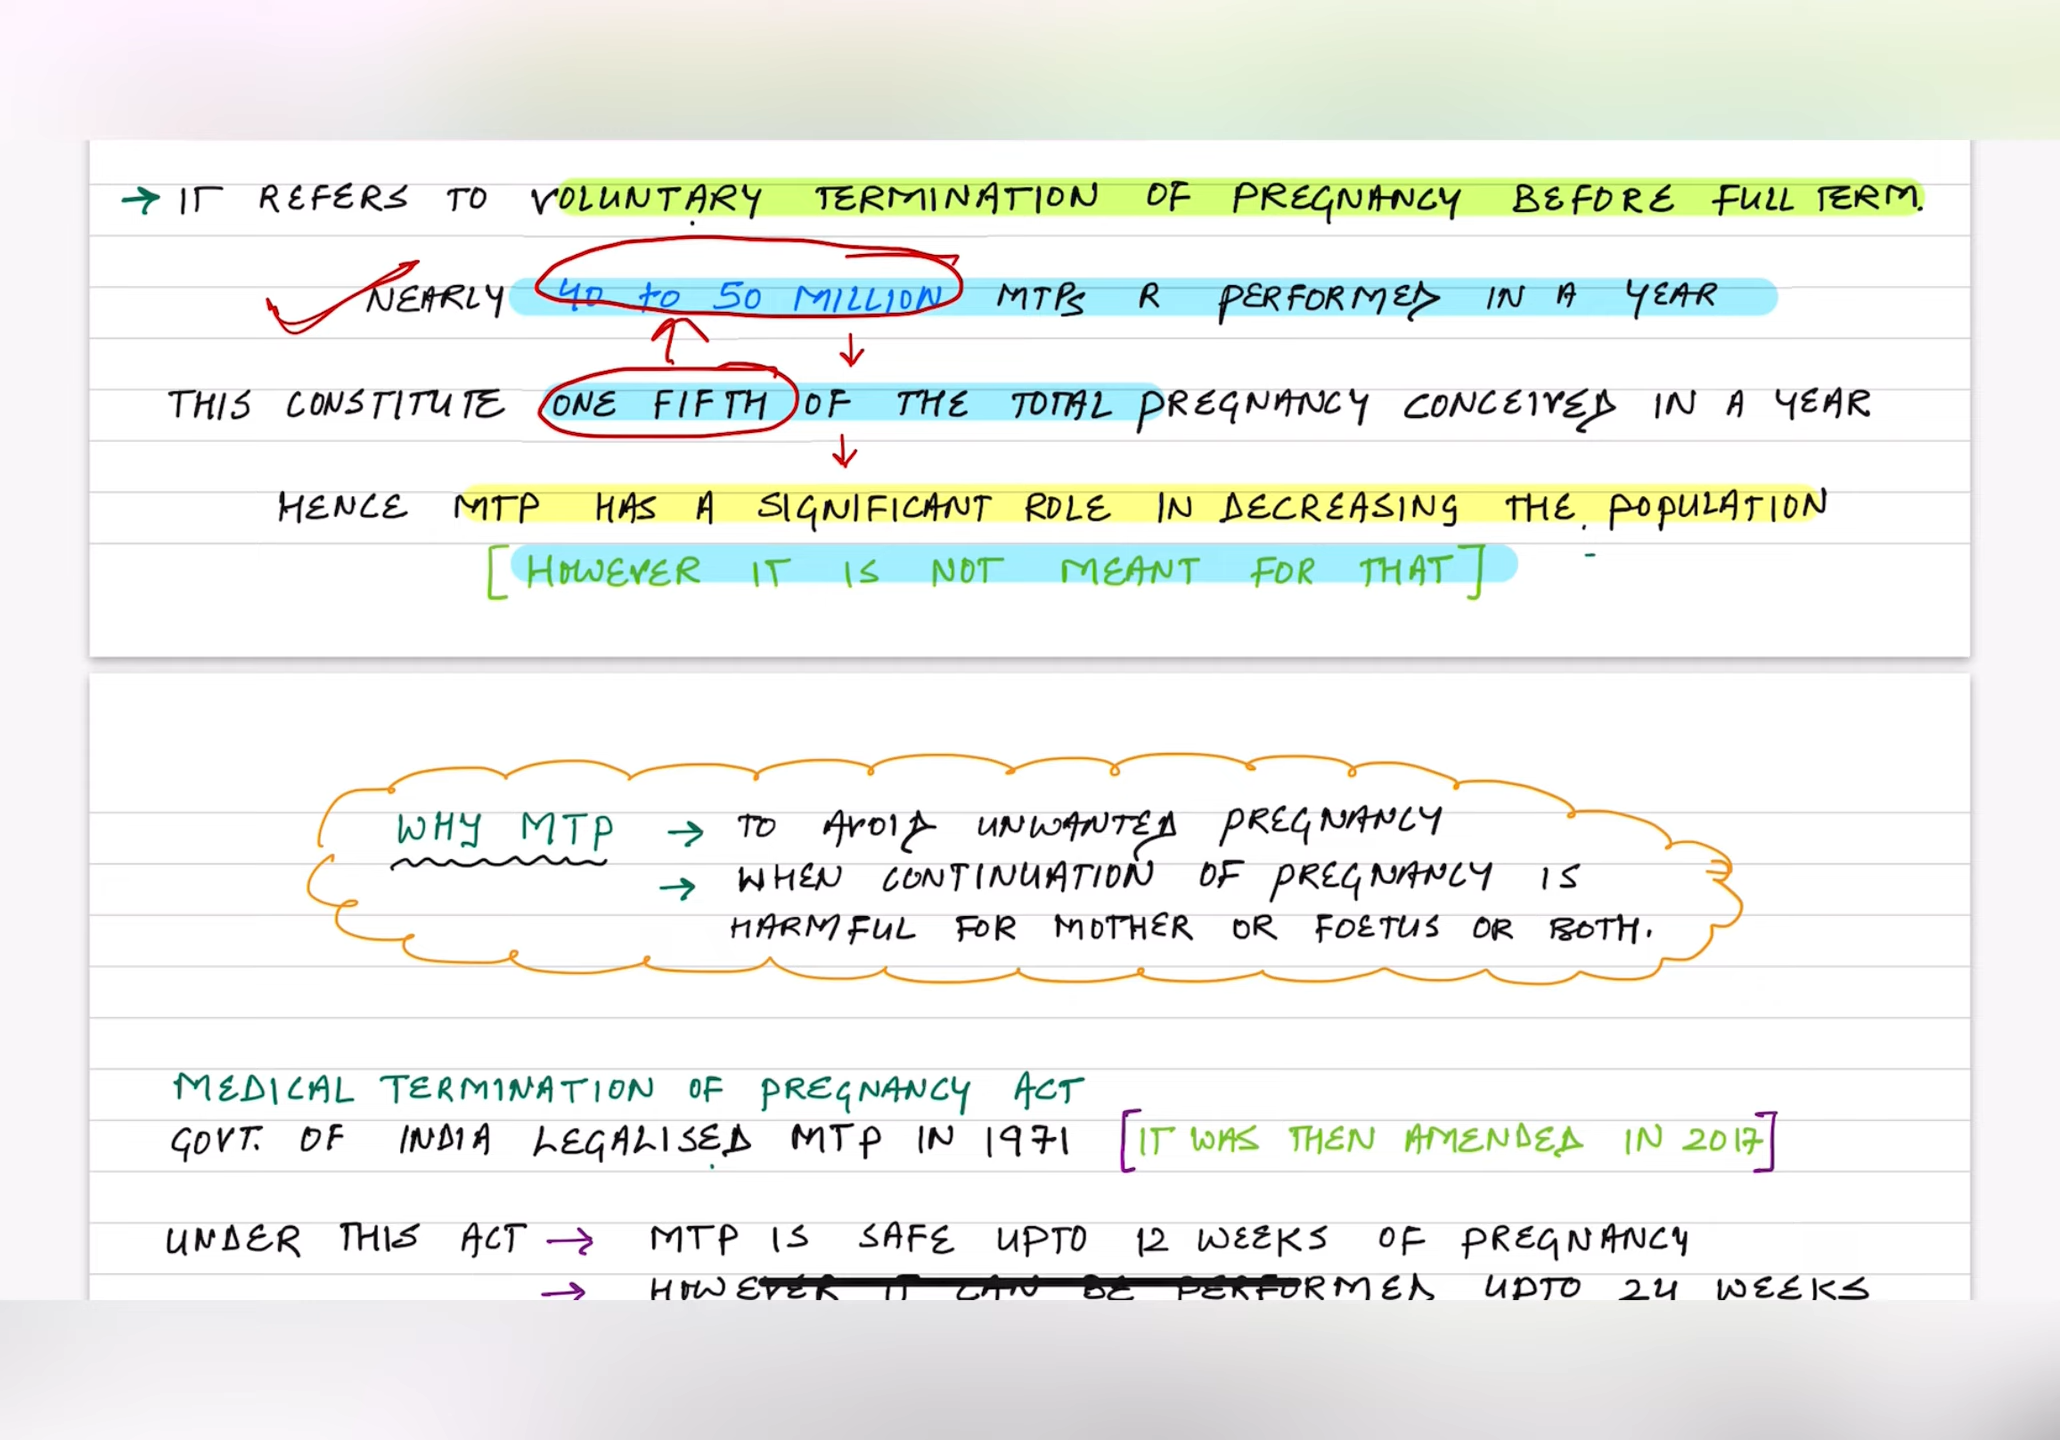 → IT REFERS TO VOLUNTARY TERMINATION OF PREGNANCY BEFORE FULL TERM.
NEARLY 40 to 50 MILLION MTPs R PERFORMED IN A YEAR
THIS CONSTITUTE ONE FIFTH OF THE TOTAL PREGNANCY CONCEIVED IN A YEAR
HENCE MTP HAS A SIGNIFICANT ROLE IN DECREASING THE POPULATION
[HOWEVER IT IS NOT MEANT FOR THAT]
WHY MTP → TO AVOID UNWANTED PREGNANCY
→ WHEN CONTINUATION OF PREGNANCY IS
HARMFUL FOR MOTHER OR FOETUS OR BOTH.
MEDICAL TERMINATION OF PREGNANCY ACT
GOVT. OF INDIA LEGALISED MTP IN 1971 [IT WAS THEN AMENDED IN 2017]
UNDER THIS ACT → MTP IS SAFE UPTO 12 WEEKS OF PREGNANCY
→ HOWEVER IT CAN BE PERFORMED UPTO 24 WEEKS